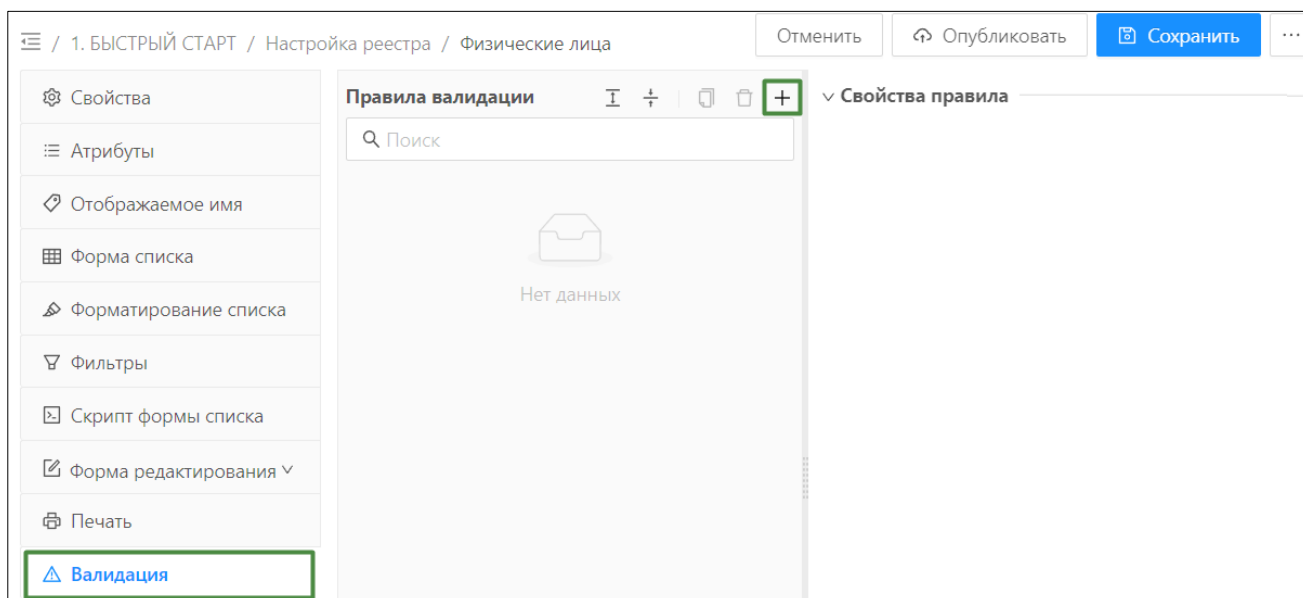 / 1. БЫСТРЫЙ СТАРТ / Настройка реестра / Физические лица
Отменить
Опубликовать
Сохранить
Свойства
Атрибуты
Отображаемое имя
Форма списка
Форматирование списка
Фильтры
Скрипт формы списка
Форма редактирования
Печать
Валидация
Правила валидации
Поиск
Нет данных
Свойства правила